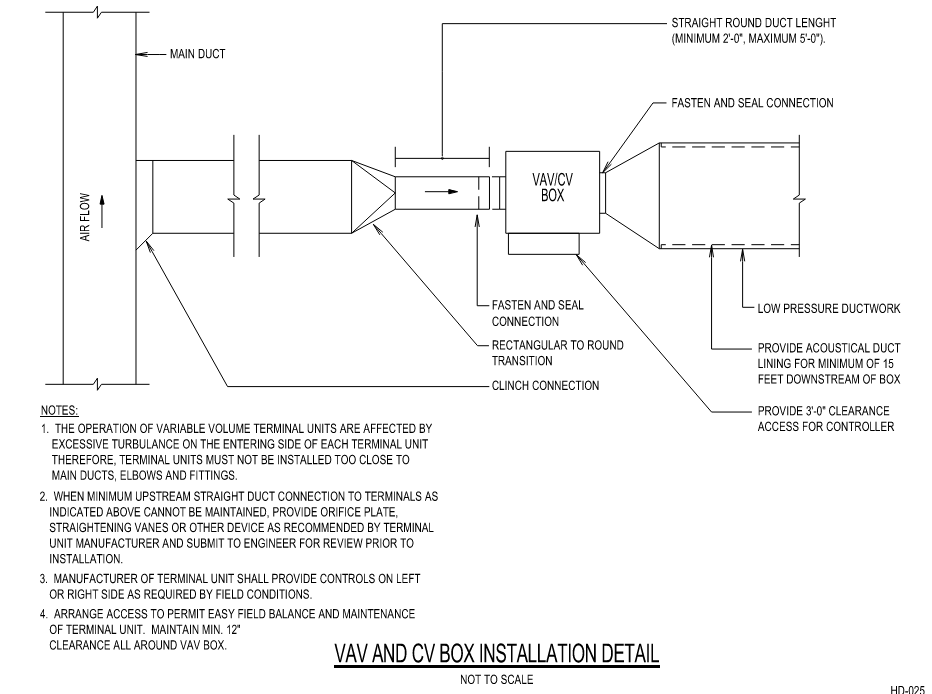 STRAIGHT ROUND DUCT LENGHT
(MINIMUM 2'-0", MAXIMUM 5'-0").
MAIN DUCT
FASTEN AND SEAL CONNECTION
VAV/CV
BOX
AIR FLOW
FASTEN AND SEAL
CONNECTION
LOW PRESSURE DUCTWORK
RECTANGULAR TO ROUND
TRANSITION
PROVIDE ACOUSTICAL DUCT
LINING FOR MINIMUM OF 15
FEET DOWNSTREAM OF BOX
CLINCH CONNECTION
PROVIDE 3'-0" CLEARANCE
ACCESS FOR CONTROLLER
NOTES:
1. THE OPERATION OF VARIABLE VOLUME TERMINAL UNITS ARE AFFECTED BY
EXCESSIVE TURBULANCE ON THE ENTERING SIDE OF EACH TERMINAL UNIT
THEREFORE, TERMINAL UNITS MUST NOT BE INSTALLED TOO CLOSE TO
MAIN DUCTS, ELBOWS AND FITTINGS.
2. WHEN MINIMUM UPSTREAM STRAIGHT DUCT CONNECTION TO TERMINALS AS
INDICATED ABOVE CANNOT BE MAINTAINED, PROVIDE ORIFICE PLATE,
STRAIGHTENING VANES OR OTHER DEVICE AS RECOMMENDED BY TERMINAL
UNIT MANUFACTURER AND SUBMIT TO ENGINEER FOR REVIEW PRIOR TO
INSTALLATION.
3. MANUFACTURER OF TERMINAL UNIT SHALL PROVIDE CONTROLS ON LEFT
OR RIGHT SIDE AS REQUIRED BY FIELD CONDITIONS.
4. ARRANGE ACCESS TO PERMIT EASY FIELD BALANCE AND MAINTENANCE
OF TERMINAL UNIT. MAINTAIN MIN. 12"
CLEARANCE ALL AROUND VAV BOX.
VAV AND CV BOX INSTALLATION DETAIL
NOT TO SCALE
HD-025